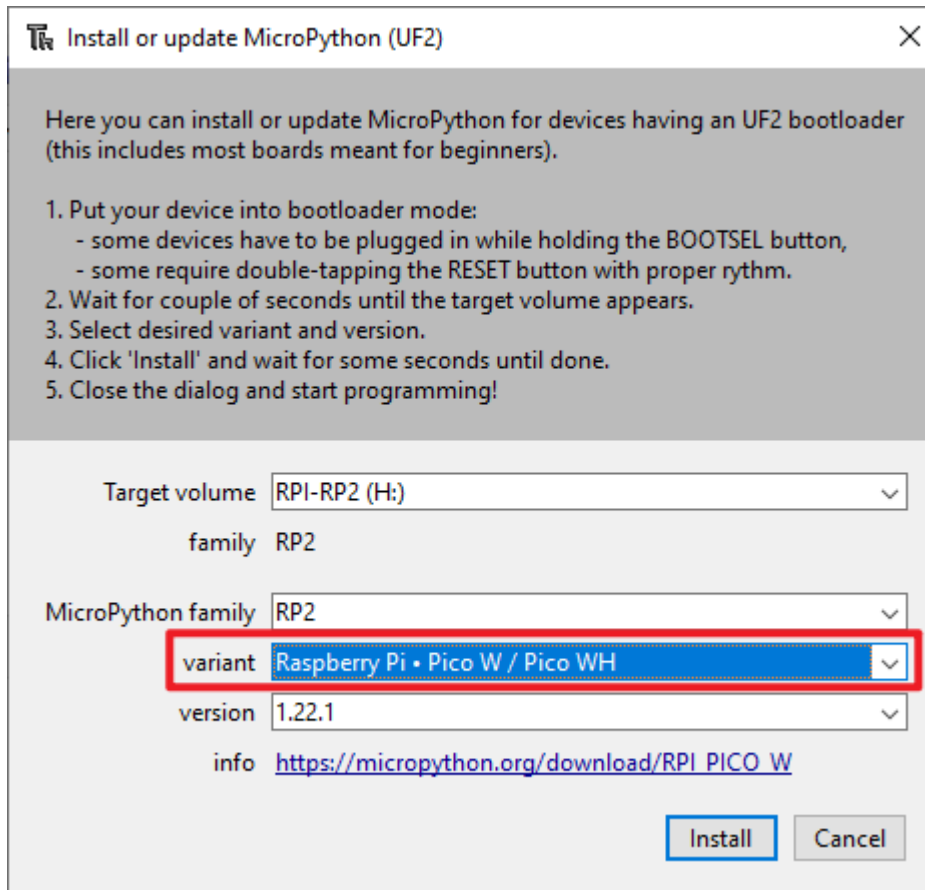 Install or update MicroPython (UF2)
Here you can install or update MicroPython for devices having an UF2 bootloader
(this includes most boards meant for beginners).
1. Put your device into bootloader mode:
- some devices have to be plugged in while holding the BOOTSEL button,
- some require double-tapping the RESET button with proper rythm.
2. Wait for couple of seconds until the target volume appears.
3. Select desired variant and version.
4. Click 'Install' and wait for some seconds until done.
5. Close the dialog and start programming!
Target volume RPI-RP2 (H:)
family RP2
MicroPython family RP2
variant Raspberry Pi • Pico W / Pico WH
version 1.22.1
info https://micropython.org/download/RPI_PICO_W
Install Cancel